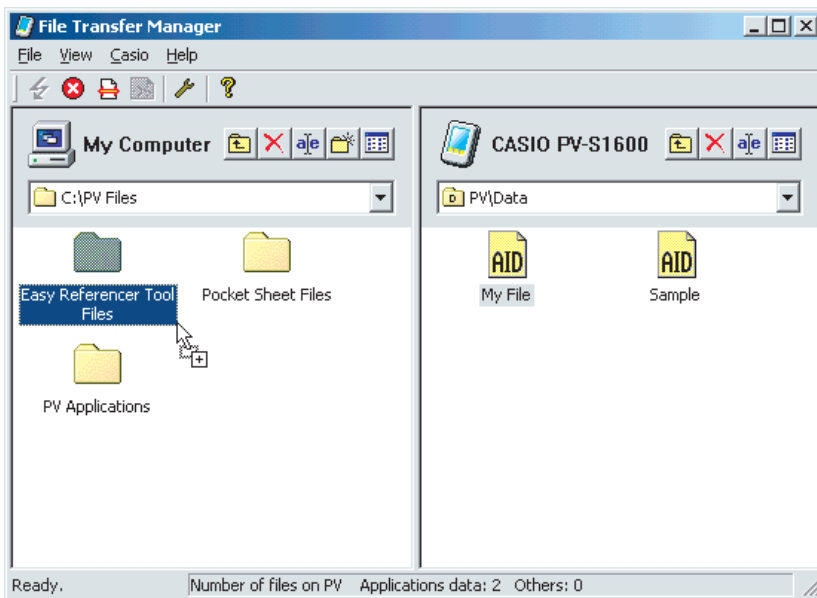 File Transfer Manager
File View Casio Help
My Computer
aje
CASIO PV-S1600
aje
C:\PV Files
D
PV\Data
Easy Referencer Tool
Files
Pocket Sheet Files
PV Applications
AID
My File
AID
Sample
Ready.
Number of files on PV Applications data: 2 Others: 0